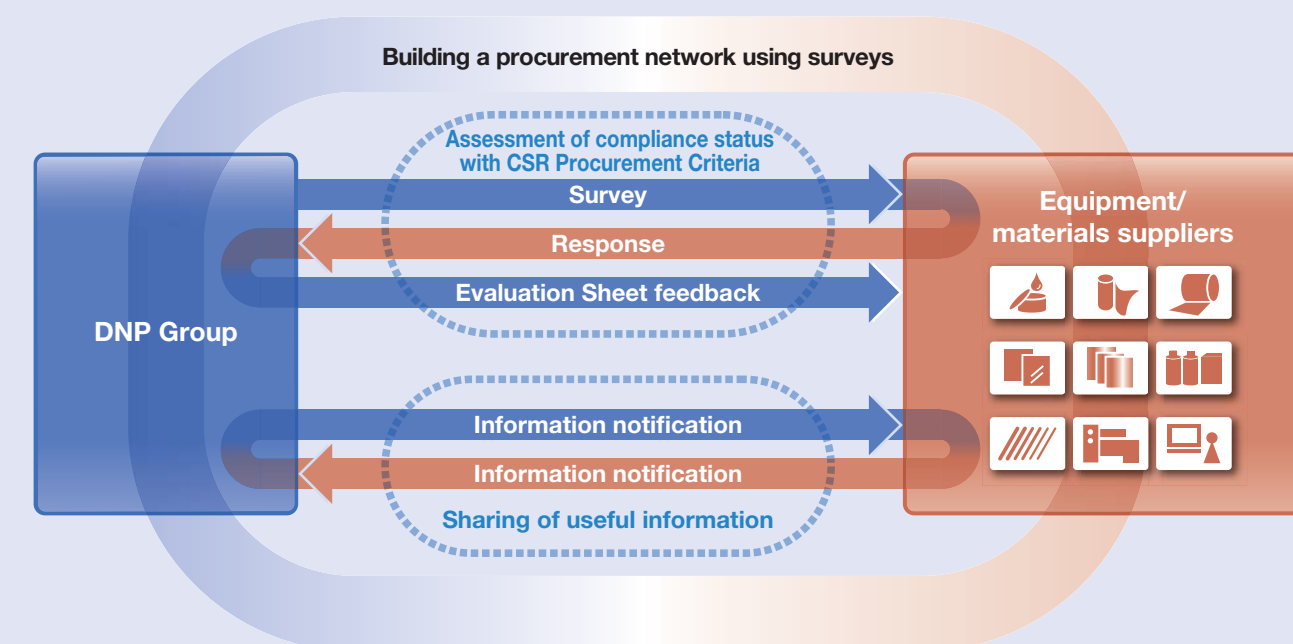 Building a procurement network using surveys
Assessment of compliance status
with CSR Procurement Criteria
Survey
Response
Evaluation Sheet feedback
DNP Group
Equipment/
materials suppliers
Information notification
Information notification
Sharing of useful information